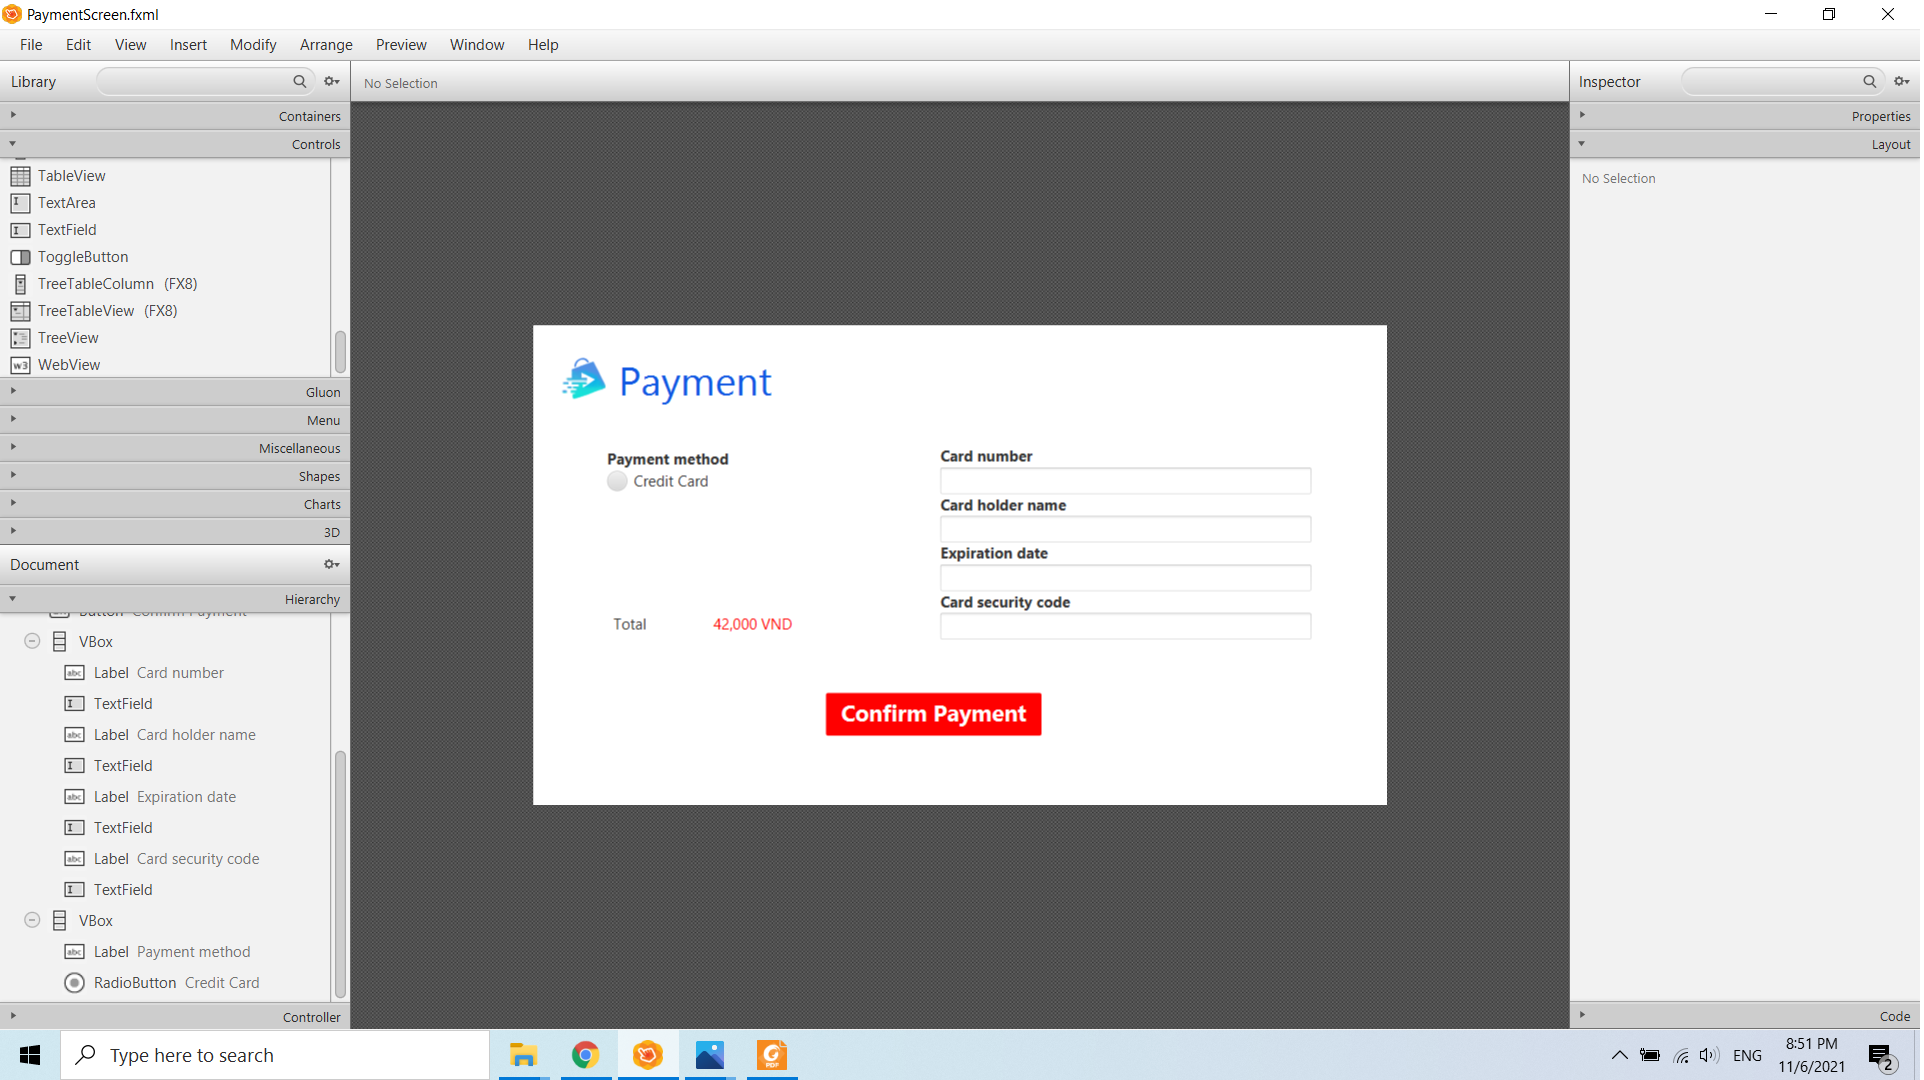 PaymentScreen.fxml
File Edit View Insert Modify Arrange Preview Window Help
Library
Containers
Controls
TableView
TextArea
TextField
ToggleButton
TreeTableColumn (FX8)
TreeTableView (FX8)
TreeView
WebView
Gluon
Menu
Miscellaneous
Shapes
Charts
3D
Document
Hierarchy
Button Confirm Payment
VBox
Label Card number
TextField
Label Card holder name
TextField
Label Expiration date
TextField
Label Card security code
TextField
VBox
Label Payment method
RadioButton Credit Card
Controller
No Selection
Payment
Payment method
Credit Card
Total 42,000 VND
Card number
Card holder name
Expiration date
Card security code
Confirm Payment
Inspector
Properties
Layout
No Selection
Code
Type here to search
ENG
8:51 PM
11/6/2021
2